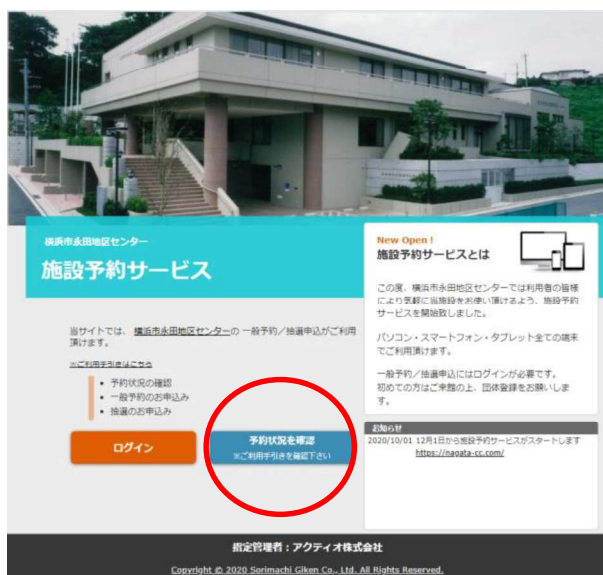 横浜市永田地区センター
施設予約サービス
New Open !
施設予約サービスとは
この度、横浜市永田地区センターでは利用者の皆様
により気軽に当施設をお使い頂けるよう、施設予約
サービスを開始致しました。
パソコン・スマートフォン・タブレット全ての端末
でご利用頂けます。
一般予約/抽選申込にはログインが必要です。
初めての方はご来館の上、団体登録をお願いしま
す。
当サイトでは、横浜市永田地区センターの 一般予約/抽選申込がご利用
頂けます。
※ご利用手引きはこちら
• 予約状況の確認
• 一般予約のお申込み
• 抽選のお申込み
ログイン
予約状況を確認
※ご利用手引きを確認下さい
お知らせ
2020/10/01 12月1日から施設予約サービスがスタートします
https://nagata-cc.com/
指定管理者:アクティオ株式会社
Copyright © 2020 Sorimachi Giken Co., Ltd. All Rights Reserved.